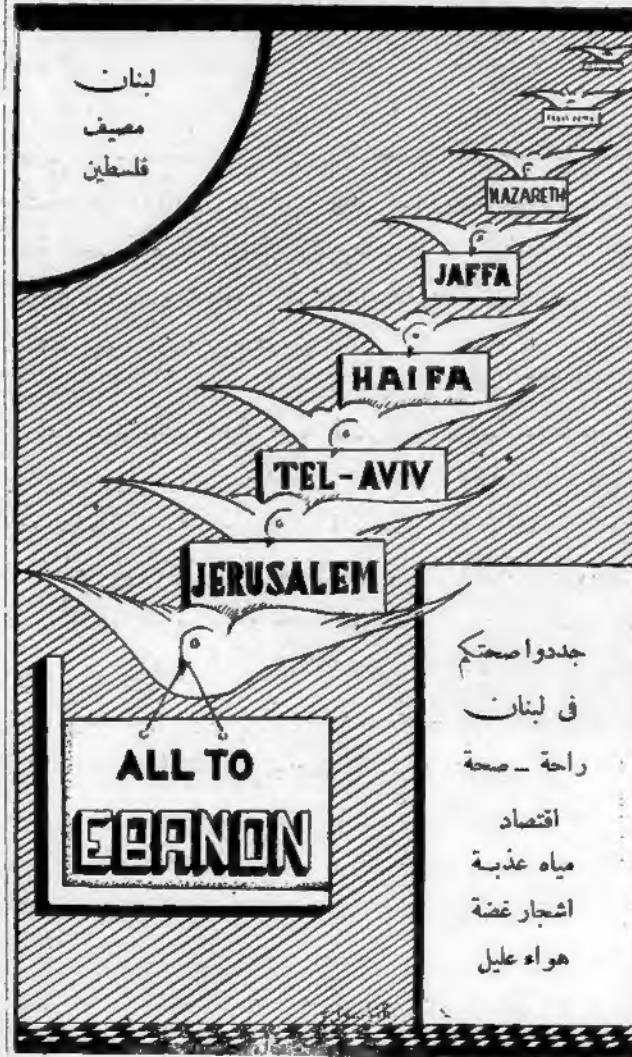 لبنان
مصيف
فلسطين
NAZARETH
JAFFA
HAIFA
TEL-AVIV
JERUSALEM
ALL TO
LEBANON
جددوا صحتكم
في لبنان
راحة - صحة
اقتصاد
مياه عذبة
اشجار غضة
هواء عليل